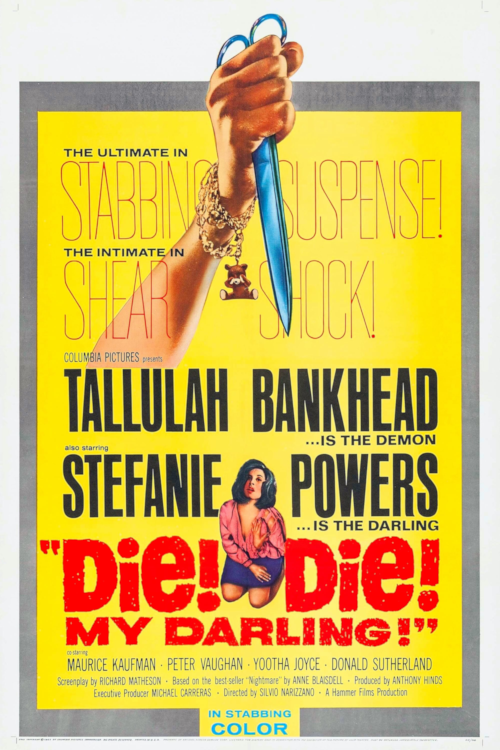 THE ULTIMATE IN
STABBING SUSPENSE!
THE INTIMATE IN
SHEAR SHOCK!
COLUMBIA PICTURES presents
TALLULAH BANKHEAD
...IS THE DEMON
also starring
STEFANIE POWERS
...IS THE DARLING
"Die! Die!
MY DARLING!"
co-starring
MAURICE KAUFMAN · PETER VAUGHAN · YOOTHA JOYCE · DONALD SUTHERLAND
Screenplay by RICHARD MATHESON · Based on the best-seller "Nightmare" by ANNE BLAISDELL · Produced by ANTHONY HINDS
Executive Producer MICHAEL CARRERAS · Directed by SILVIO NARIZZANO · A Hammer Films Production
IN STABBING
COLOR